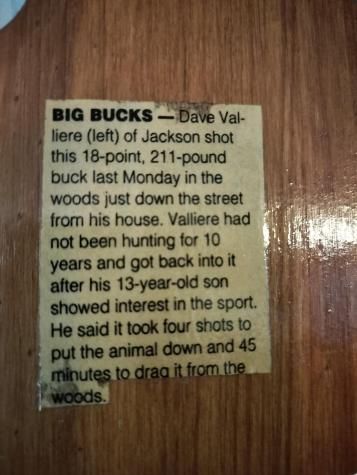 BIG BUCKS — Dave Val-
liere (left) of Jackson shot
this 18-point, 211-pound
buck last Monday in the
woods just down the street
from his house. Valliere had
not been hunting for 10
years and got back into it
after his 13-year-old son
showed interest in the sport.
He said it took four shots to
put the animal down and 45
minutes to drag it from the
woods.